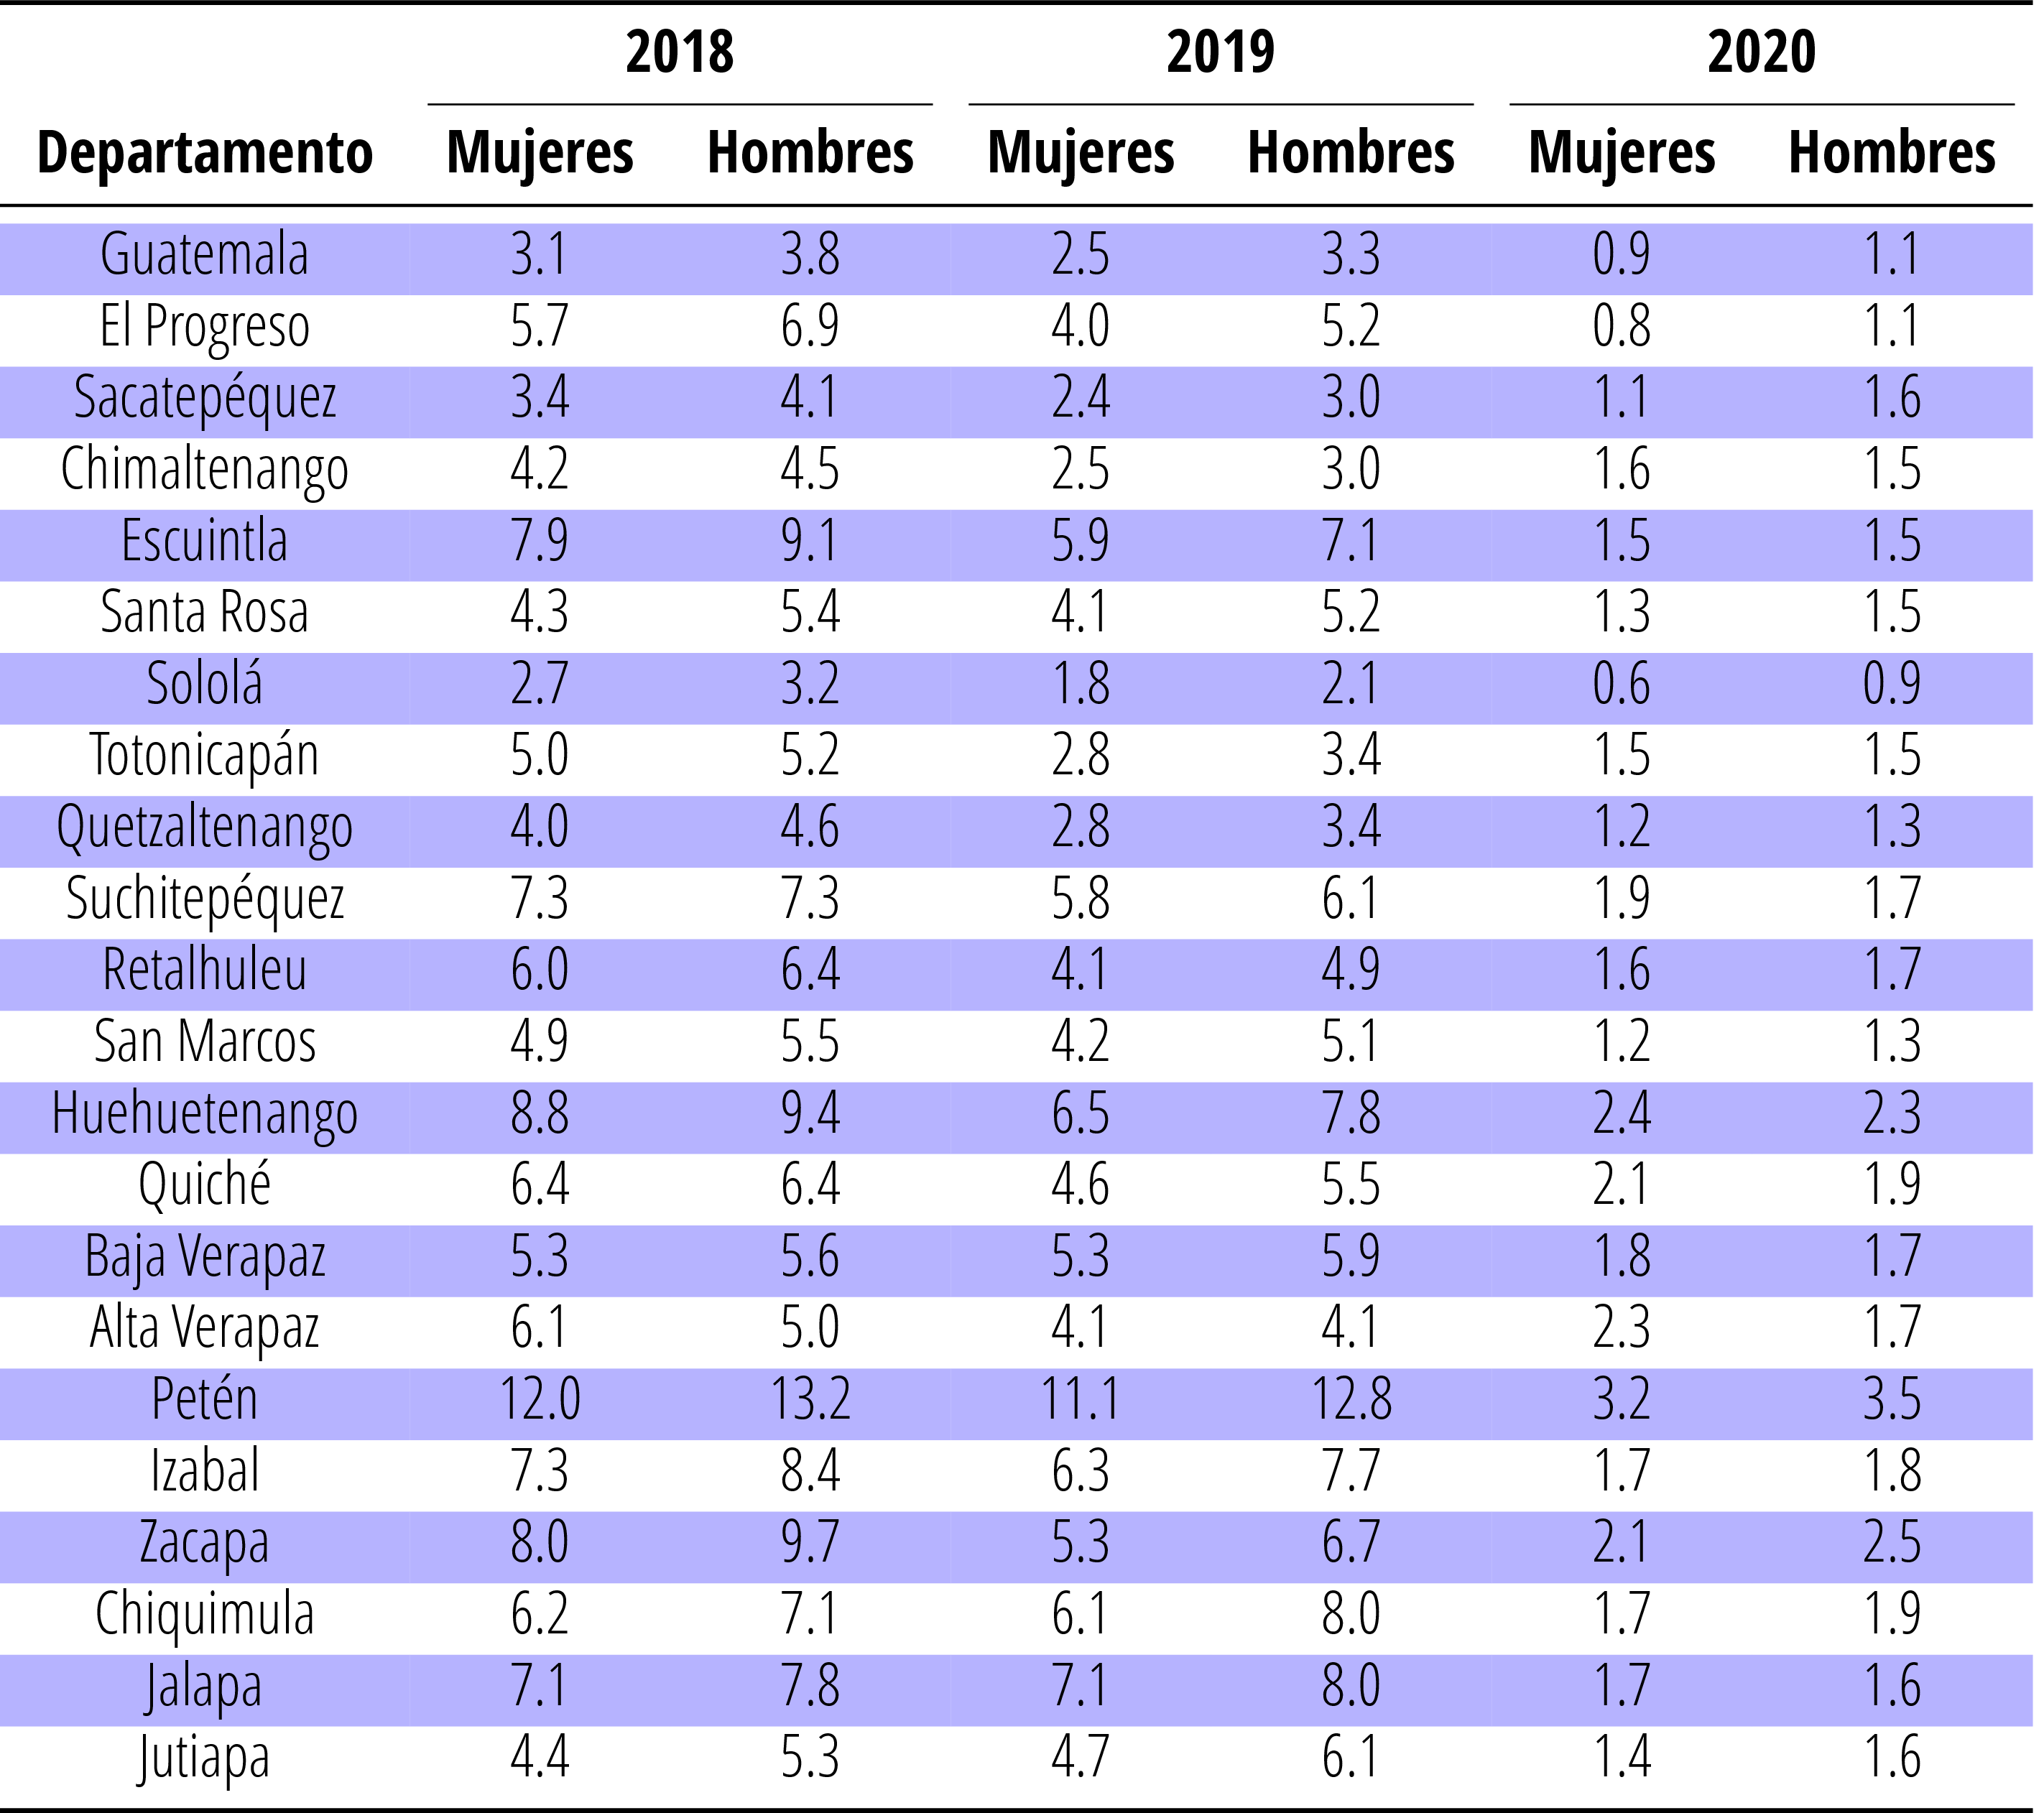 2018 2019 2020
Departamento Mujeres Hombres Mujeres Hombres Mujeres Hombres
Guatemala 3.1 3.8 2.5 3.3 0.9 1.1
El Progreso 5.7 6.9 4.0 5.2 0.8 1.1
Sacatepéquez 3.4 4.1 2.4 3.0 1.1 1.6
Chimaltenango 4.2 4.5 2.5 3.0 1.6 1.5
Escuintla 7.9 9.1 5.9 7.1 1.5 1.5
Santa Rosa 4.3 5.4 4.1 5.2 1.3 1.5
Sololá 2.7 3.2 1.8 2.1 0.6 0.9
Totonicapán 5.0 5.2 2.8 3.4 1.5 1.5
Quetzaltenango 4.0 4.6 2.8 3.4 1.2 1.3
Suchitepéquez 7.3 7.3 5.8 6.1 1.9 1.7
Retalhuleu 6.0 6.4 4.1 4.9 1.6 1.7
San Marcos 4.9 5.5 4.2 5.1 1.2 1.3
Huehuetenango 8.8 9.4 6.5 7.8 2.4 2.3
Quiché 6.4 6.4 4.6 5.5 2.1 1.9
Baja Verapaz 5.3 5.6 5.3 5.9 1.8 1.7
Alta Verapaz 6.1 5.0 4.1 4.1 2.3 1.7
Petén 12.0 13.2 11.1 12.8 3.2 3.5
Izabal 7.3 8.4 6.3 7.7 1.7 1.8
Zacapa 8.0 9.7 5.3 6.7 2.1 2.5
Chiquimula 6.2 7.1 6.1 8.0 1.7 1.9
Jalapa 7.1 7.8 7.1 8.0 1.7 1.6
Jutiapa 4.4 5.3 4.7 6.1 1.4 1.6